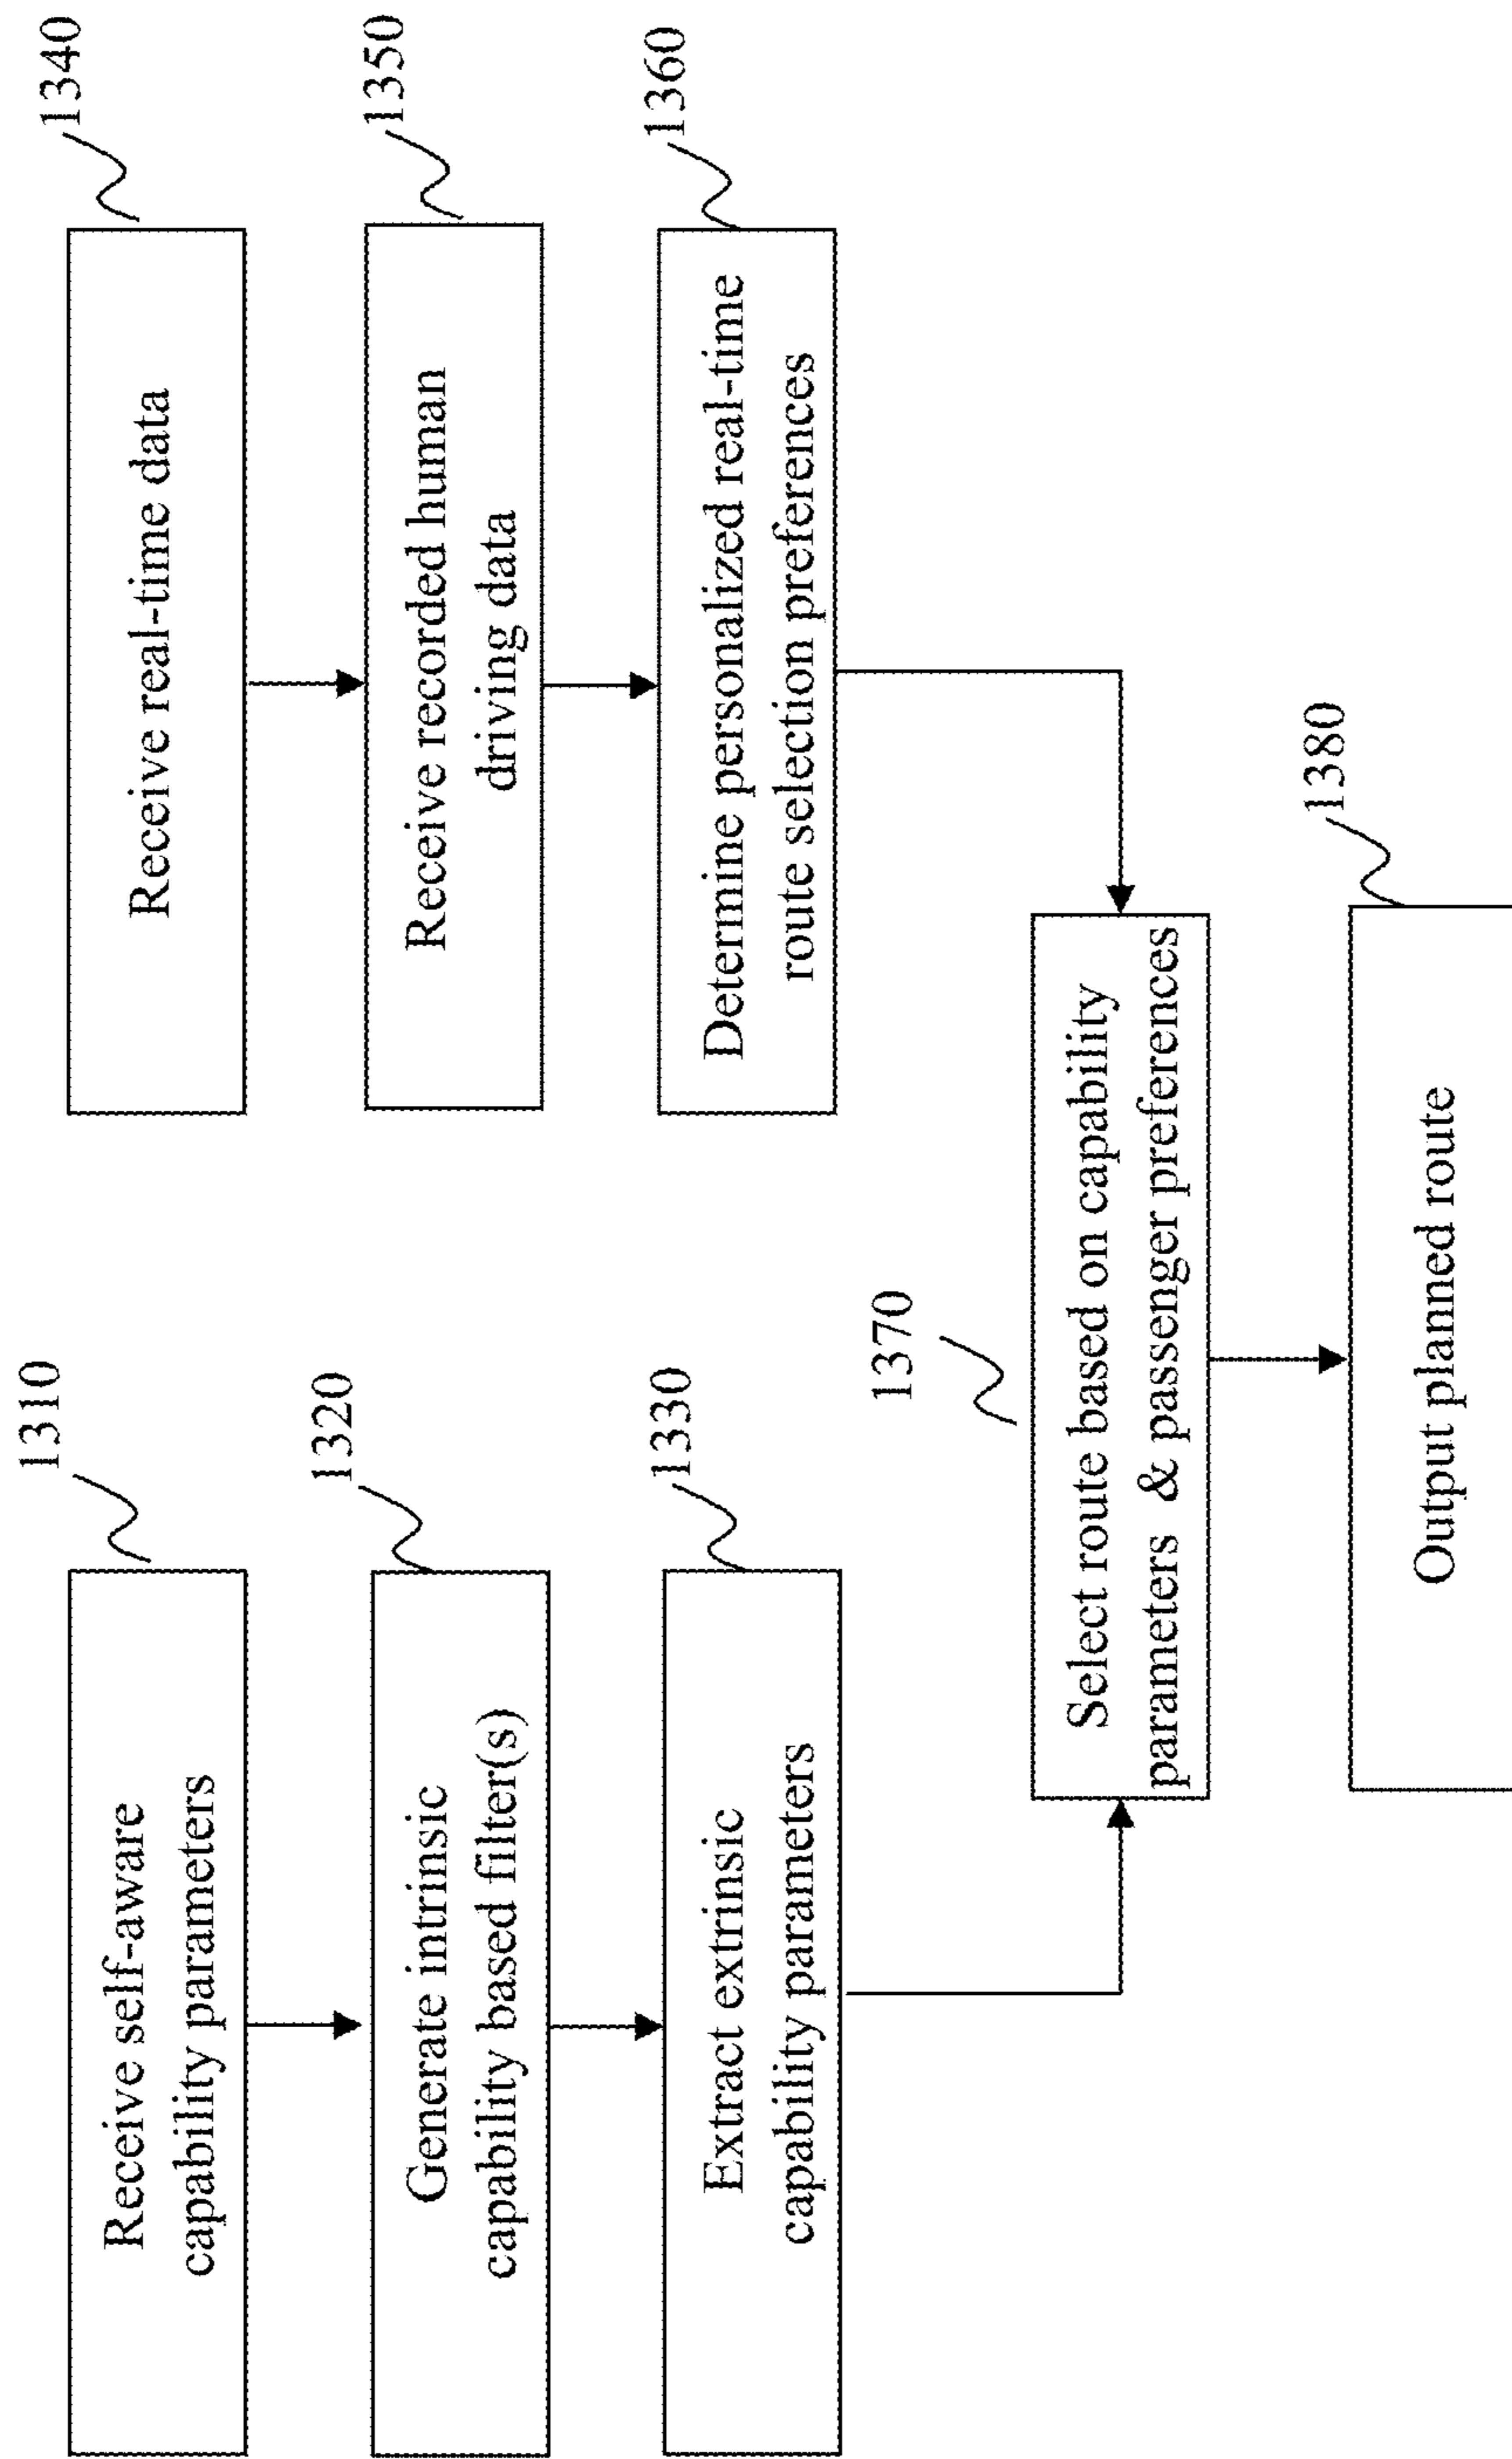 1310
Receive self-aware
capability parameters
1320
Generate intrinsic
capability based filter(s)
1330
Extract extrinsic
capability parameters
1340
Receive real-time data
1350
Receive recorded human
driving data
1360
Determine personalized real-time
route selection preferences
1370
Select route based on capability
parameters & passenger preferences
1380
Output planned route